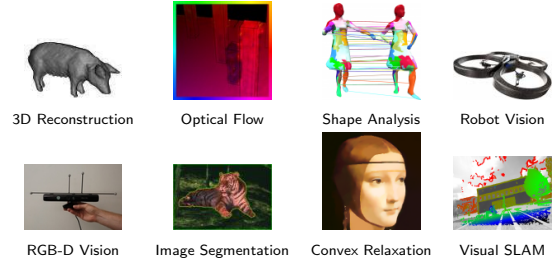 3D Reconstruction
Optical Flow
Shape Analysis
Robot Vision
RGB-D Vision
Image Segmentation
Convex Relaxation
Visual SLAM